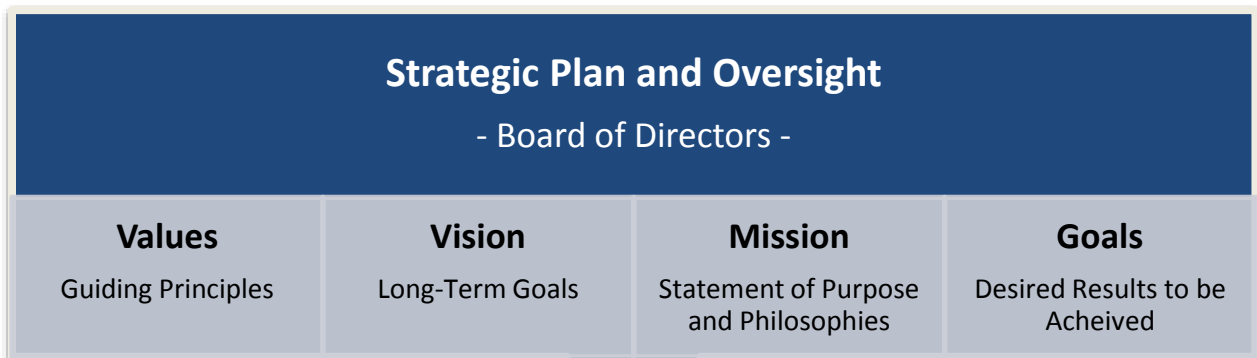 Strategic Plan and Oversight
- Board of Directors -
Values
Guiding Principles
Vision
Long-Term Goals
Mission
Statement of Purpose
and Philosophies
Goals
Desired Results to be
Acheived